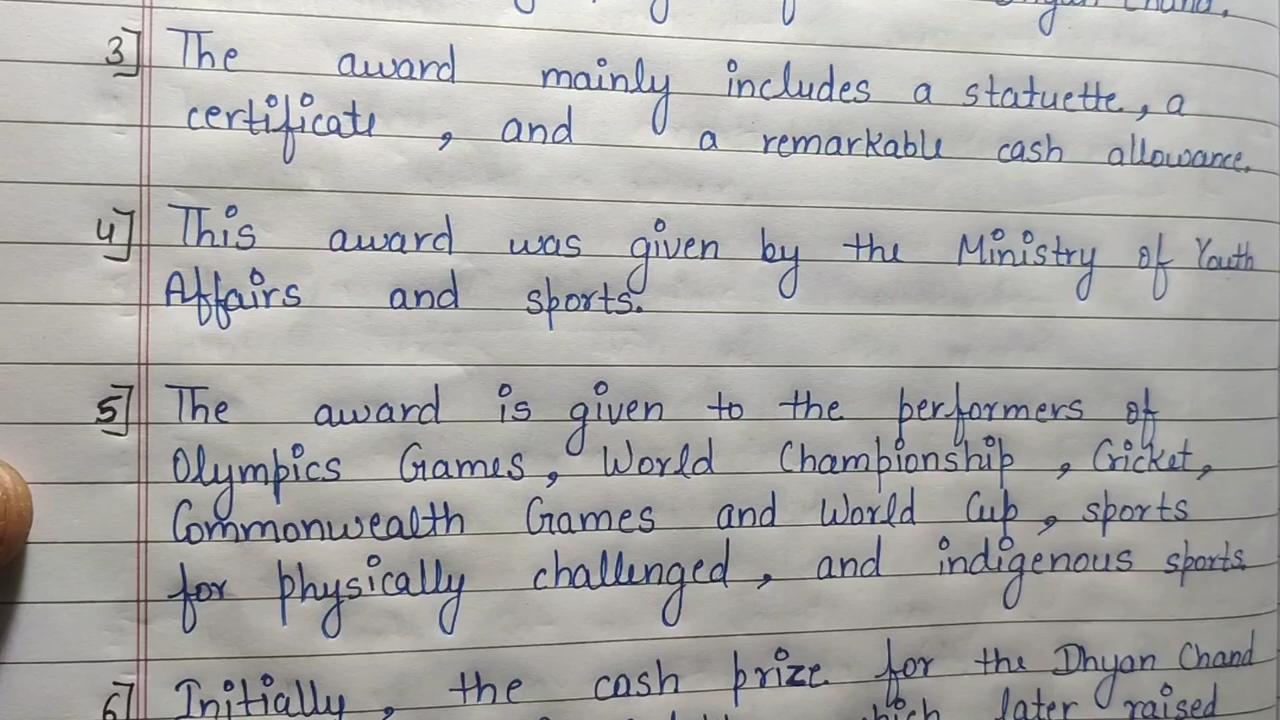 Chand.
3] The award mainly includes a statuette, a
certificate, and a remarkable cash allowance.
4] This award was given by the Ministry of Youth
Affairs and sports.
5] The award is given to the performers of
Olympics Games, World Championship, Cricket,
Commonwealth Games and World Cup, sports
for physically challenged, and indigenous sports.
6] Initially, the cash prize for the Dhyan Chand
which later raised